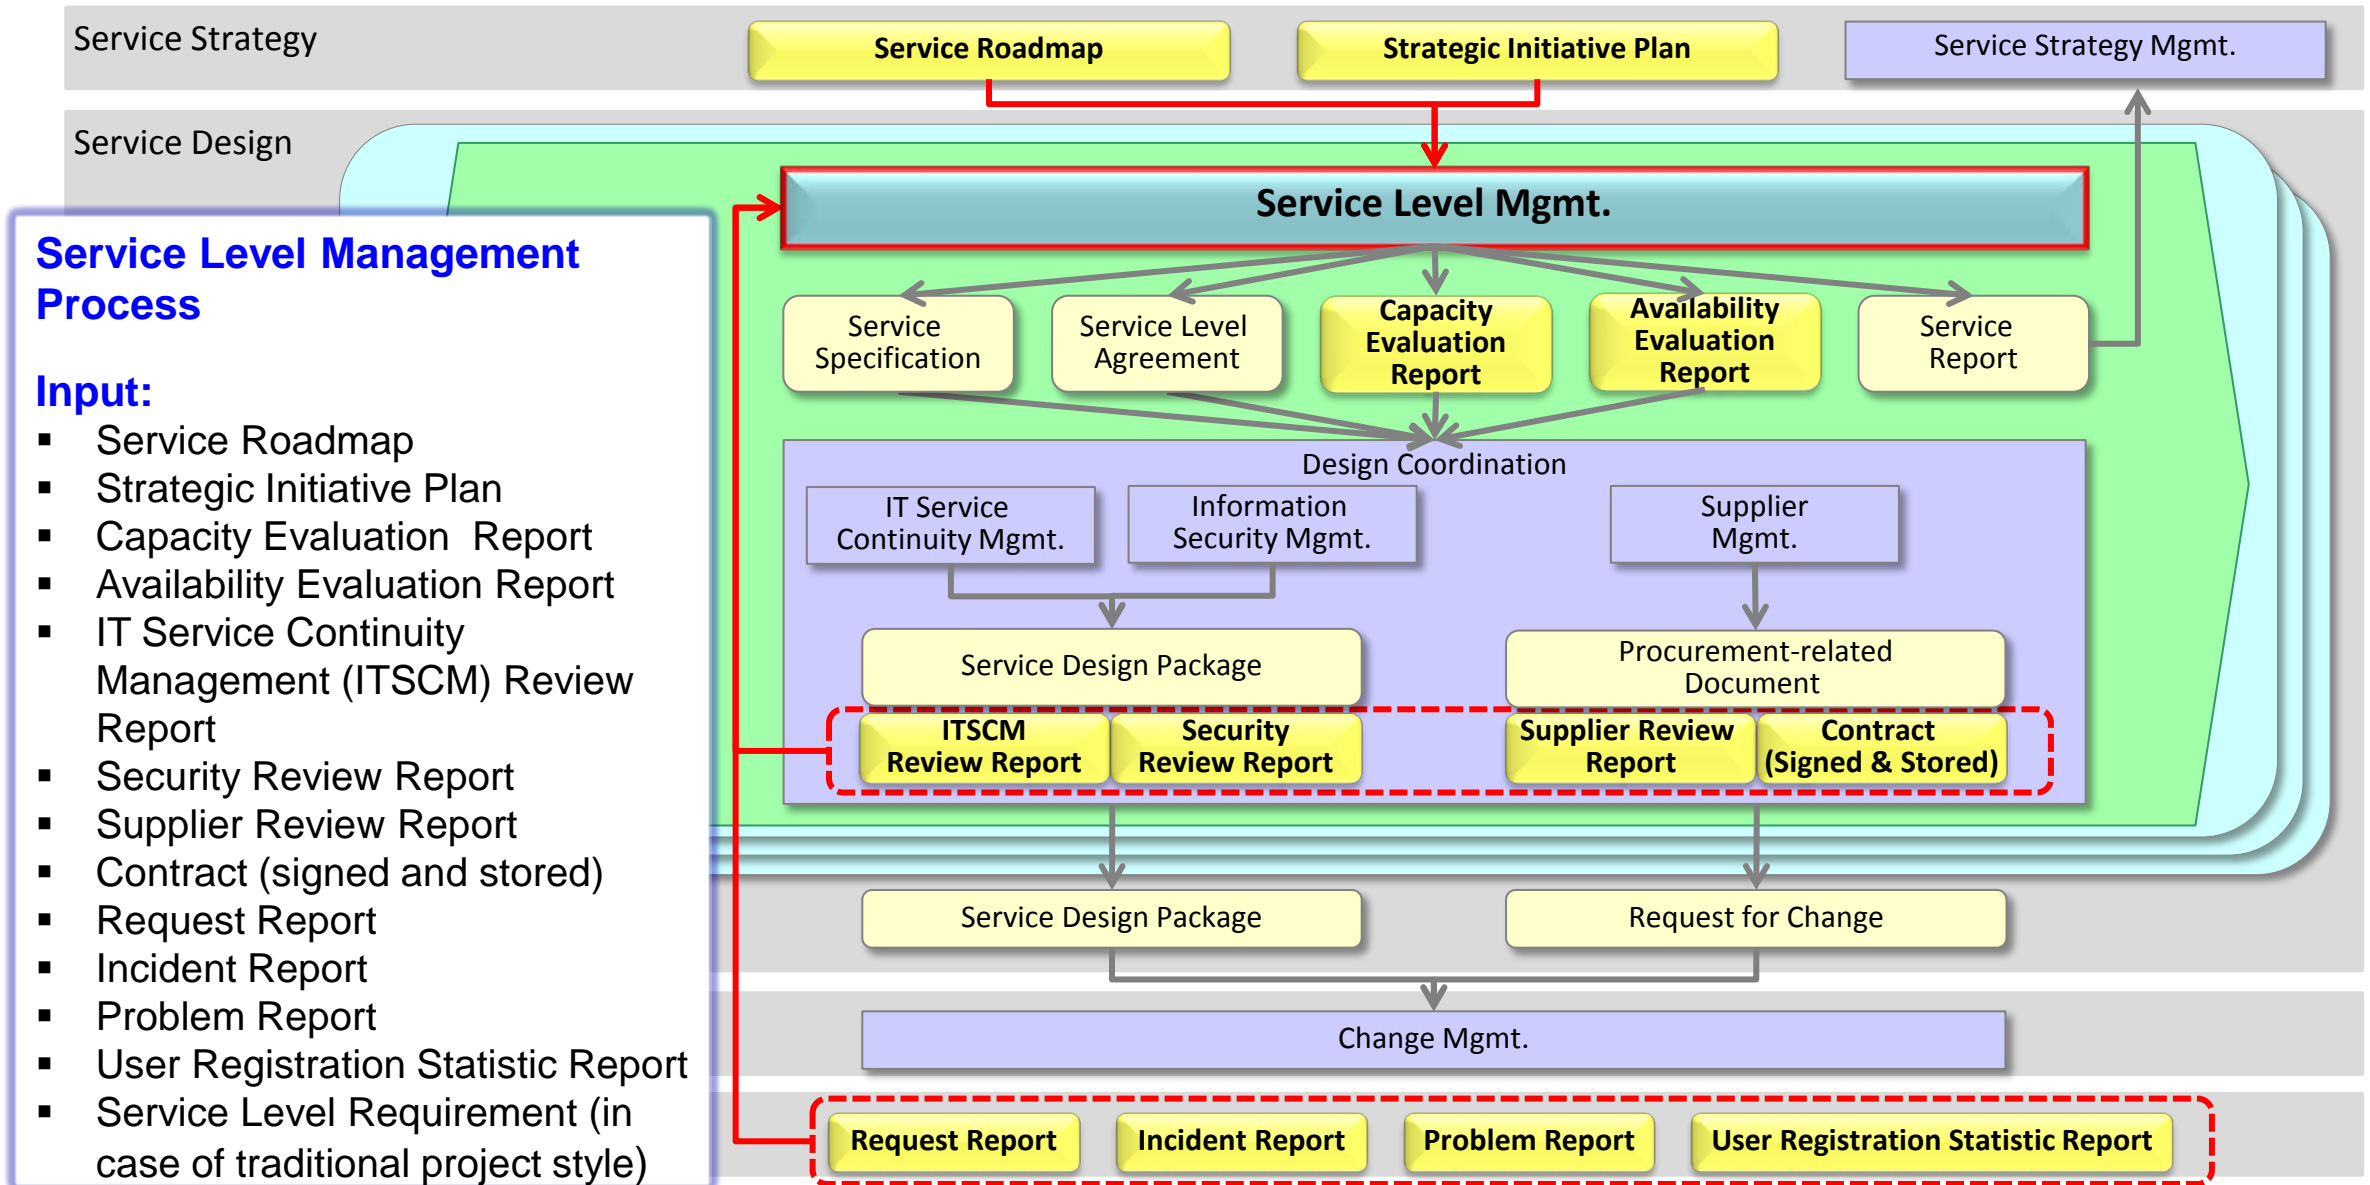 Service Strategy
Service Roadmap
Strategic Initiative Plan
Service Strategy Mgmt.
Service Design
Service Level Mgmt.
Service Level Management
Process
Input:
▪ Service Roadmap
▪ Strategic Initiative Plan
▪ Capacity Evaluation Report
▪ Availability Evaluation Report
▪ IT Service Continuity
Management (ITSCM) Review
Report
▪ Security Review Report
▪ Supplier Review Report
▪ Contract (signed and stored)
▪ Request Report
▪ Incident Report
▪ Problem Report
▪ User Registration Statistic Report
▪ Service Level Requirement (in
case of traditional project style)
Service
Specification
Service Level
Agreement
Capacity
Evaluation
Report
Availability
Evaluation
Report
Service
Report
Design Coordination
IT Service
Continuity Mgmt.
Information
Security Mgmt.
Supplier
Mgmt.
Service Design Package
Procurement-related
Document
ITSCM
Review Report
Security
Review Report
Supplier Review
Report
Contract
(Signed & Stored)
Service Design Package
Request for Change
Change Mgmt.
Request Report
Incident Report
Problem Report
User Registration Statistic Report